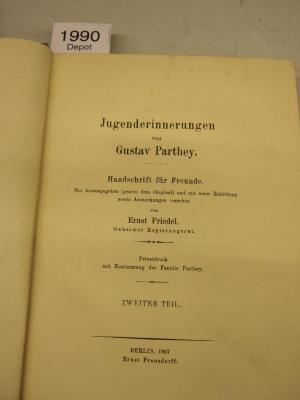 1990
Depot
Jugenderinnerungen
von
Gustav Parthey.
Handschrift für Freunde.
Neu herausgegeben (getreu dem Original) und mit einer Einleitung
sowie Anmerkungen versehen
von
Ernst Friedel.
Geheimer Regierungsrat.
Privatdruck
mit Zustimmung der Familie Parthey.
ZWEITER TEIL.
BERLIN, 1907
Ernst Frensdorff.